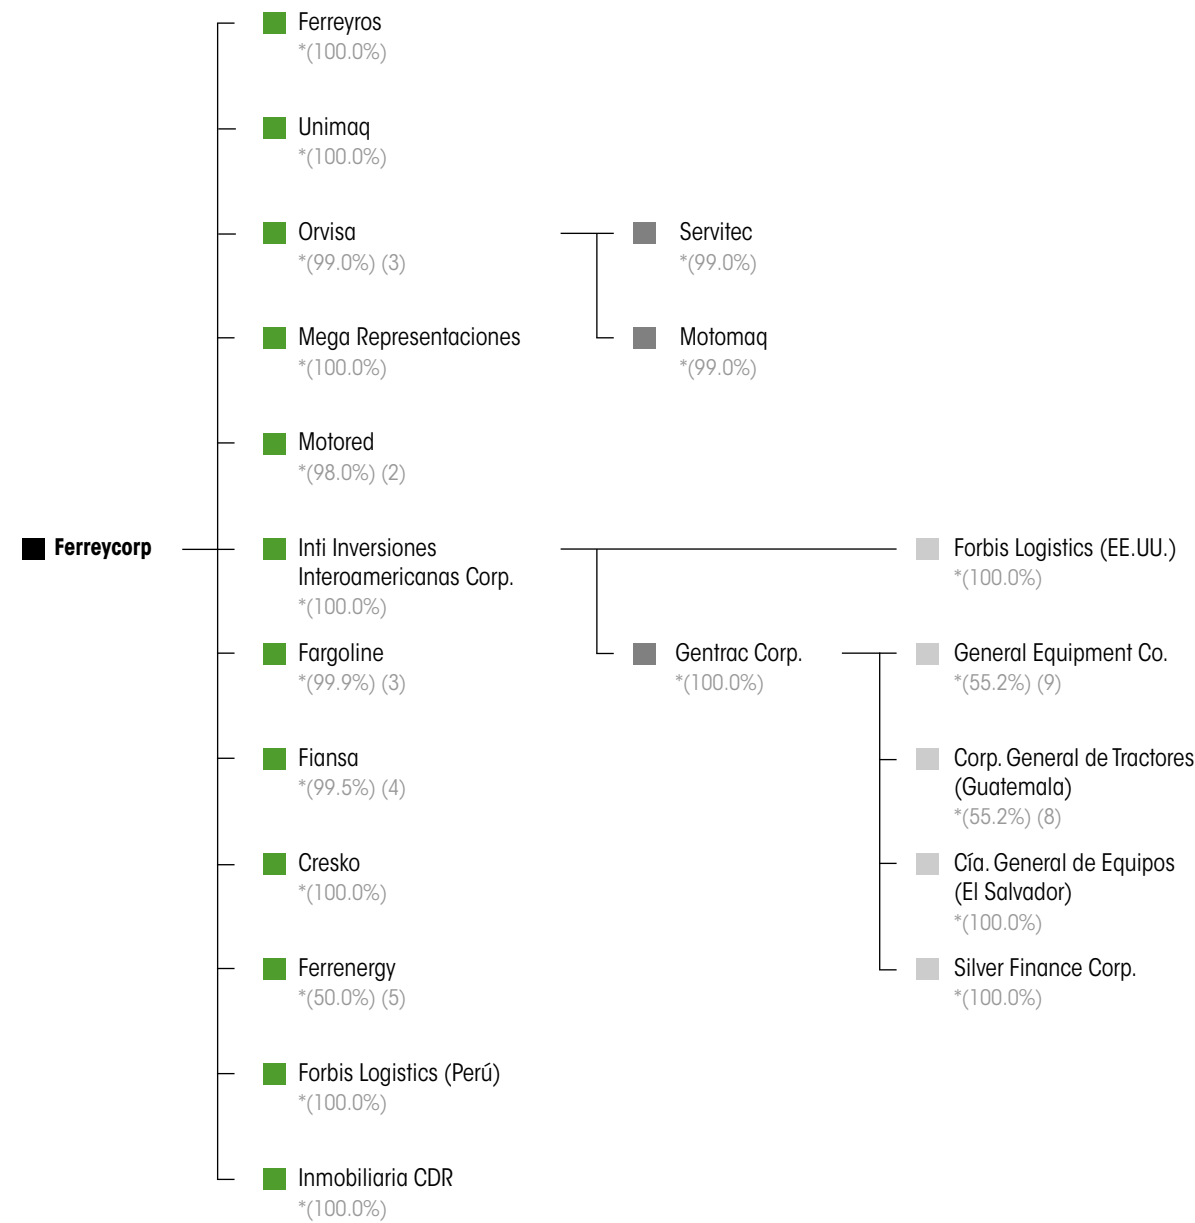 Ferreycorp
Ferreyros
*(100.0%)
Unimaq
*(100.0%)
Orvisa
*(99.0%) (3)
Mega Representaciones
*(100.0%)
Motored
*(98.0%) (2)
Inti Inversiones
Interoamericanas Corp.
*(100.0%)
Fargoline
*(99.9%) (3)
Fiansa
*(99.5%) (4)
Cresko
*(100.0%)
Ferrenergy
*(50.0%) (5)
Forbis Logistics (Perú)
*(100.0%)
Inmobiliaria CDR
*(100.0%)
Servitec
*(99.0%)
Motomaq
*(99.0%)
Gentrac Corp.
*(100.0%)
Forbis Logistics (EE.UU.)
*(100.0%)
General Equipment Co.
*(55.2%) (9)
Corp. General de Tractores
(Guatemala)
*(55.2%) (8)
Cía. General de Equipos
(El Salvador)
*(100.0%)
Silver Finance Corp.
*(100.0%)